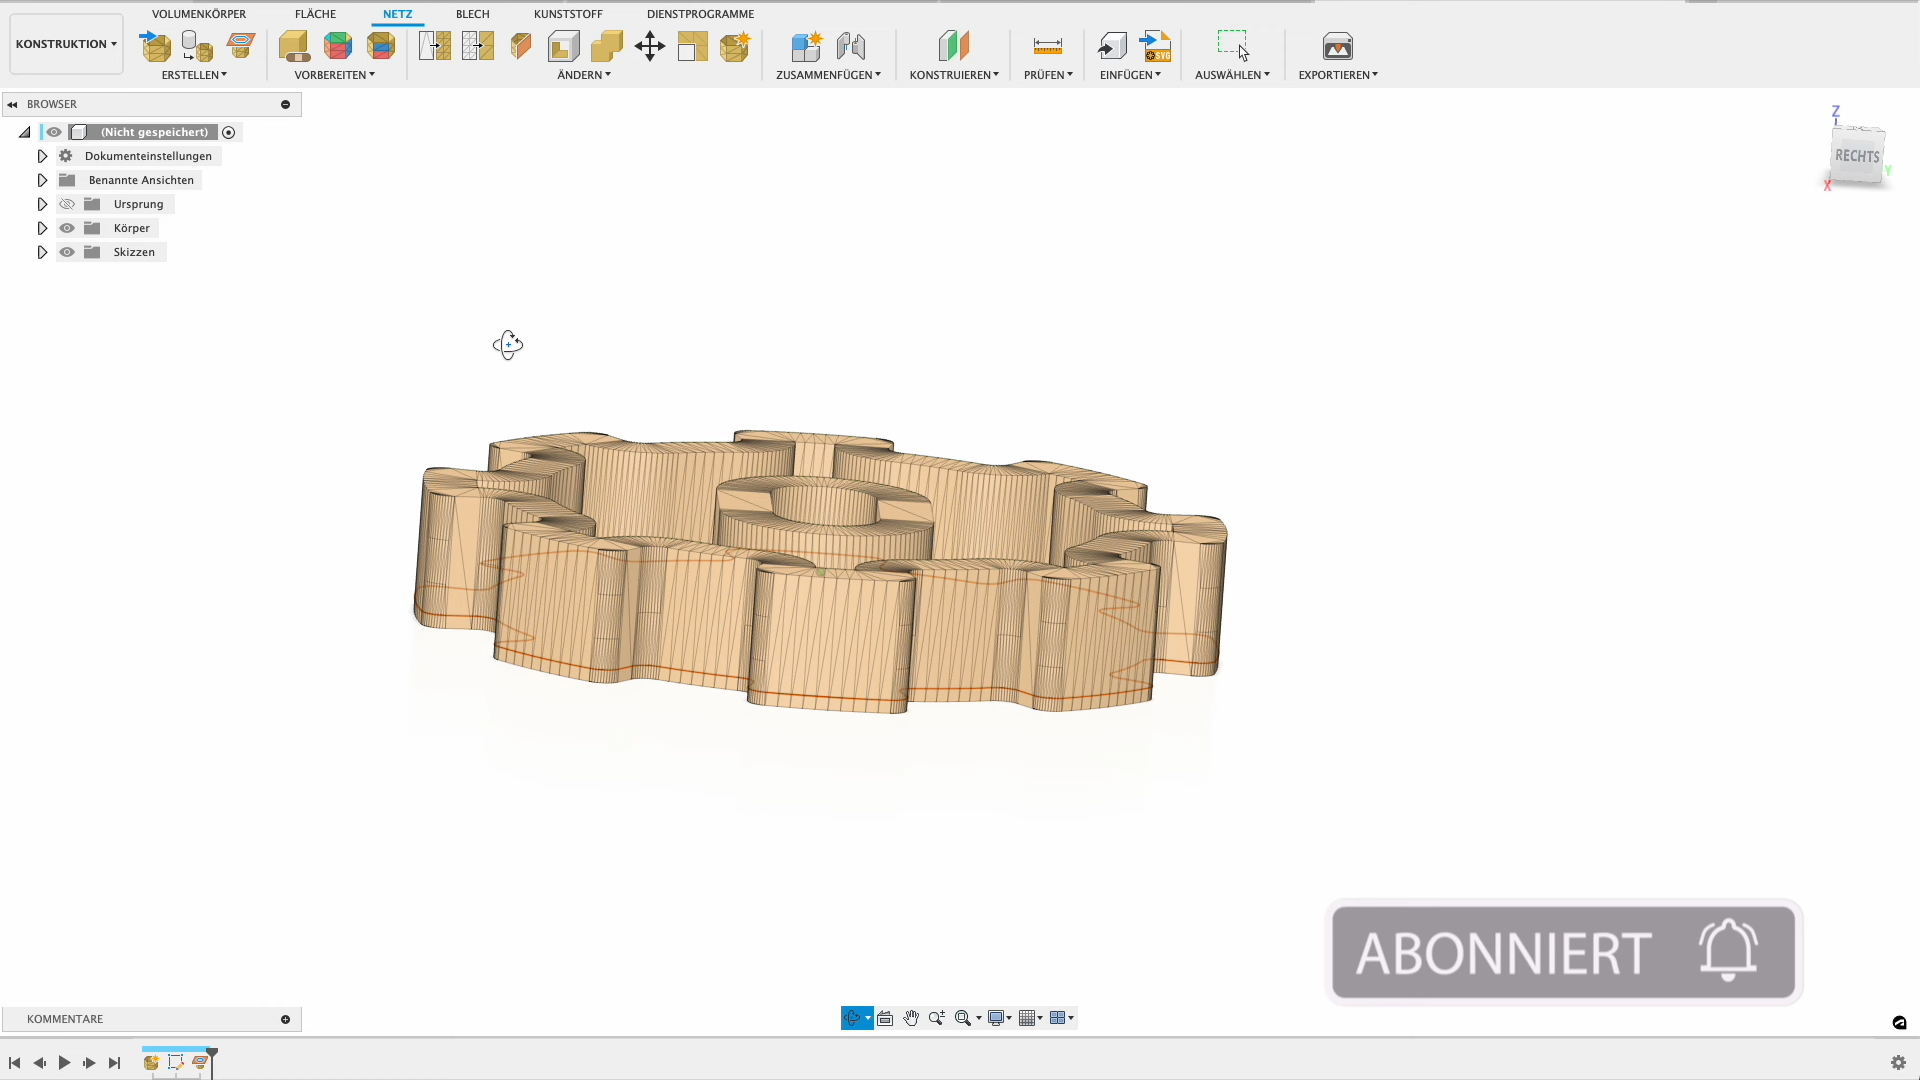 VOLUMENKÖRPER FLÄCHE NETZ BLECH KUNSTSTOFF DIENSTPROGRAMME
KONSTRUKTION
SVG
ERSTELLEN VORBEREITEN ÄNDERN ZUSAMMENFÜGEN KONSTRUIEREN PRÜFEN EINFÜGEN AUSWÄHLEN EXPORTIEREN
BROWSER
(Nicht gespeichert)
Dokumenteinstellungen
Benannte Ansichten
Ursprung
Körper
Skizzen
Z
RECHTS
Y
X
ABONNIERT
KOMMENTARE